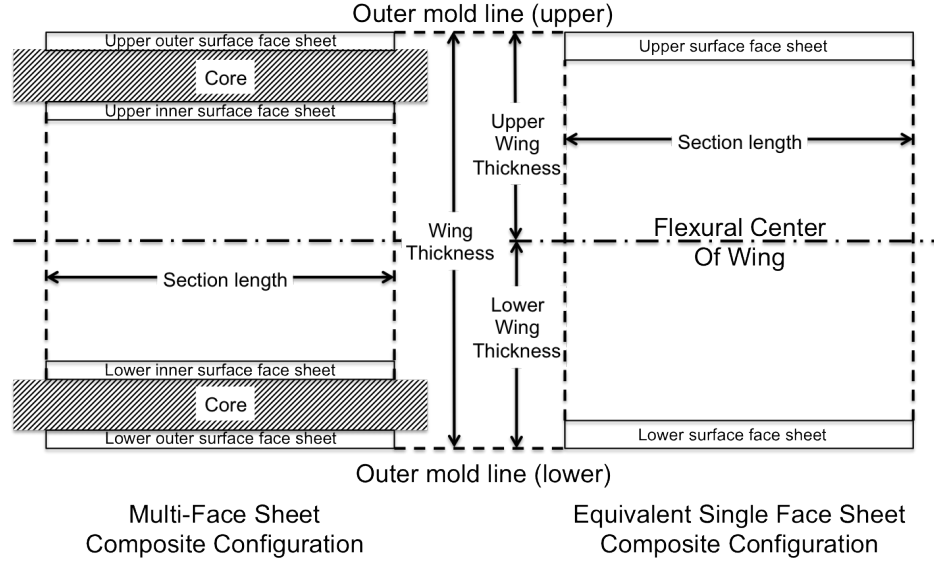 Outer mold line (upper)
Upper outer surface face sheet
Core
Upper inner surface face sheet
Section length
Lower inner surface face sheet
Core
Lower outer surface face sheet
Wing
Thickness
Upper
Wing
Thickness
Lower
Wing
Thickness
Upper surface face sheet
Section length
Flexural Center
Of Wing
Lower surface face sheet
Outer mold line (lower)
Multi-Face Sheet
Composite Configuration
Equivalent Single Face Sheet
Composite Configuration